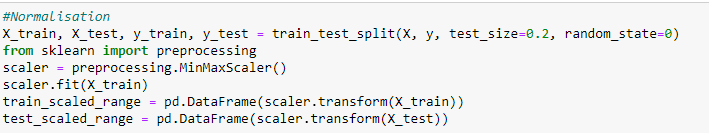 #Normalisation
X_train, X_test, y_train, y_test = train_test_split(X, y, test_size=0.2, random_state=0)
from sklearn import preprocessing
scaler = preprocessing.MinMaxScaler()
scaler.fit(X_train)
train_scaled_range = pd.DataFrame(scaler.transform(X_train))
test_scaled_range = pd.DataFrame(scaler.transform(X_test))